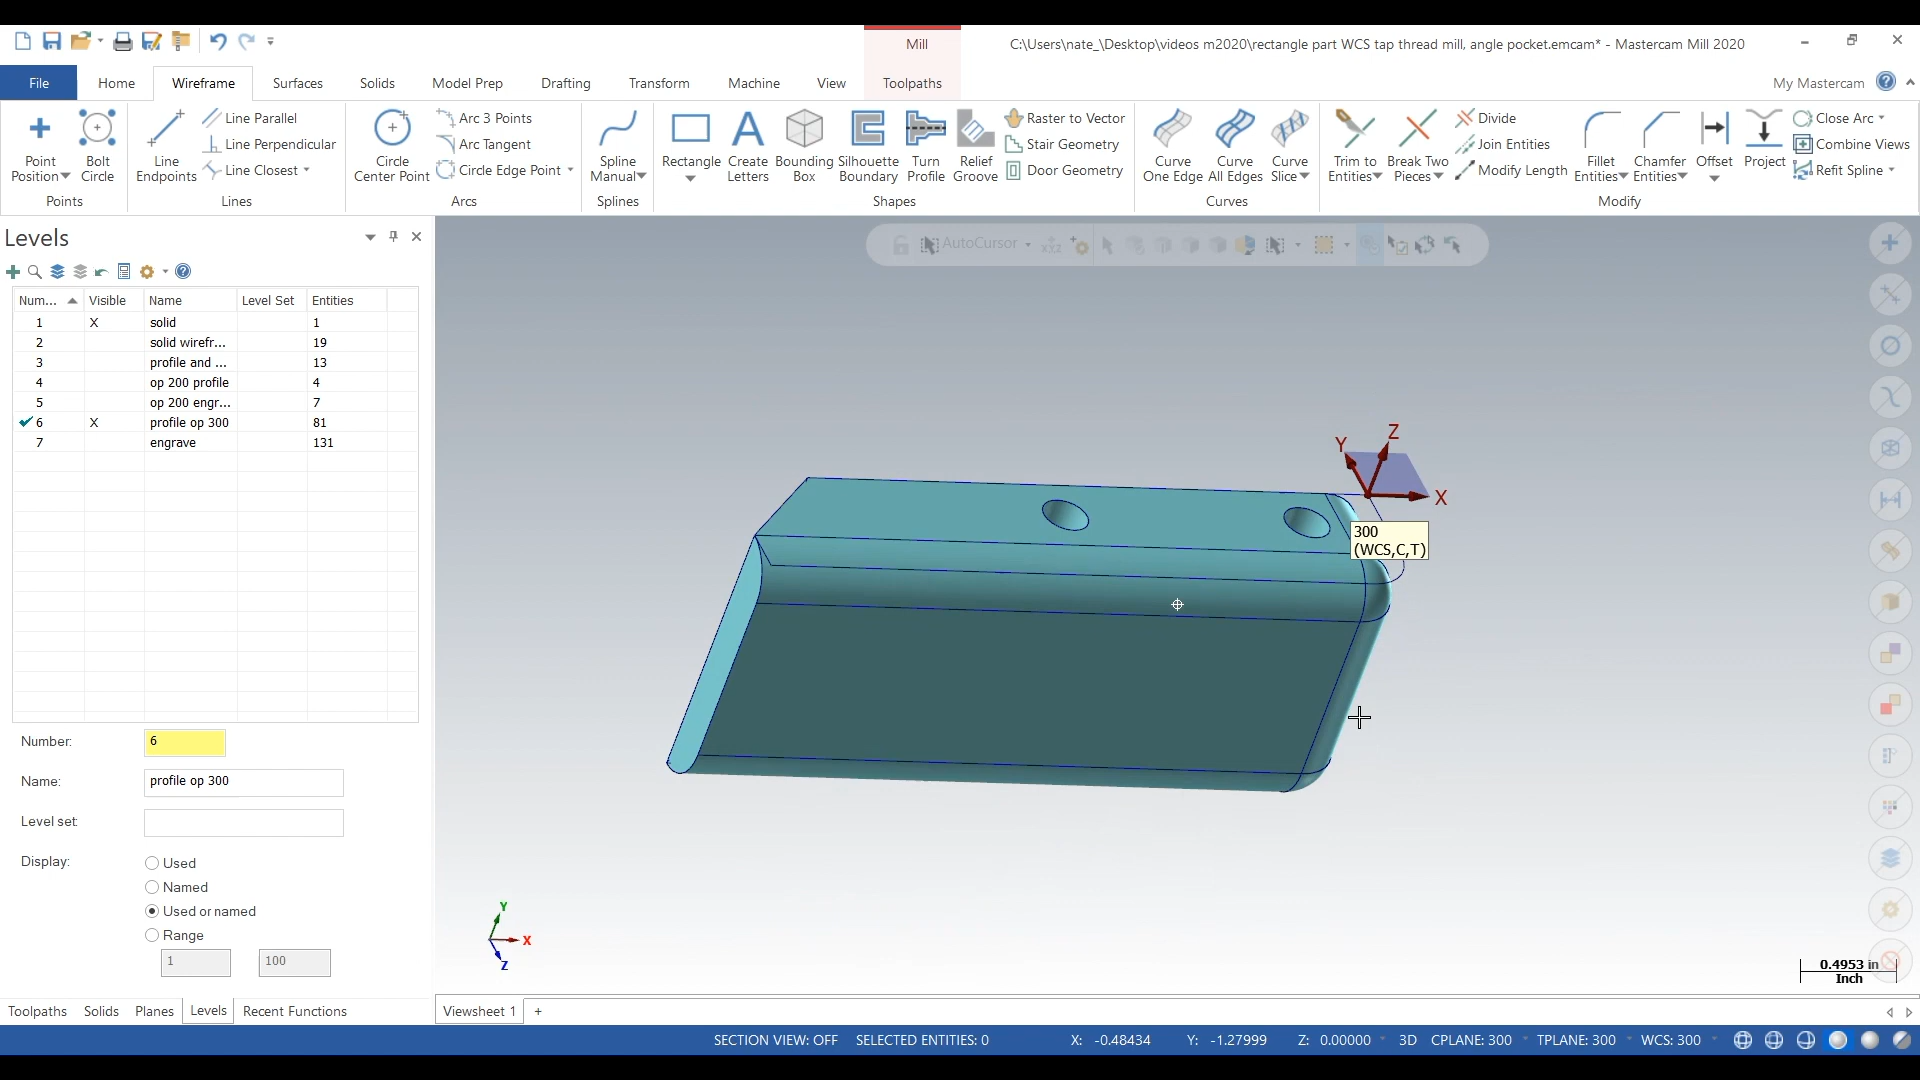 Mill
C:\Users\nate_\Desktop\videos m2020\rectangle part WCS tap thread mill, angle pocket.emcam* - Mastercam Mill 2020
File
Home
Wireframe
Surfaces
Solids
Model Prep
Drafting
Transform
Machine
View
Toolpaths
My Mastercam
Point Position
Bolt Circle
Points
Line Endpoints
Line Parallel
Line Perpendicular
Line Closest
Lines
Circle Center Point
Arc 3 Points
Arc Tangent
Circle Edge Point
Arcs
Spline Manual
Splines
Rectangle
Create Letters
Bounding Box
Silhouette Boundary
Turn Profile
Relief Groove
Raster to Vector
Stair Geometry
Door Geometry
Shapes
Curve One Edge
Curve All Edges
Curve Slice
Curves
Trim to Entities
Break Two Pieces
Divide
Join Entities
Modify Length
Fillet Entities
Chamfer Entities
Offset
Project
Close Arc
Combine Views
Refit Spline
Modify
Levels
Num... Visible Name Level Set Entities
1 X solid 1
2 solid wirefr... 19
3 profile and ... 13
4 op 200 profile 4
5 op 200 engr... 7
6 X profile op 300 81
7 engrave 131
Number: 6
Name: profile op 300
Level set:
Display:
Used
Named
Used or named
Range
1 100
Toolpaths Solids Planes Levels Recent Functions
AutoCursor
Y
Z
X
300
(WCS,C,T)
Y
X
Z
0.4953 in
Inch
Viewsheet 1 +
SECTION VIEW: OFF SELECTED ENTITIES: 0 X: -0.48434 Y: -1.27999 Z: 0.00000 3D CPLANE: 300 TPLANE: 300 WCS: 300